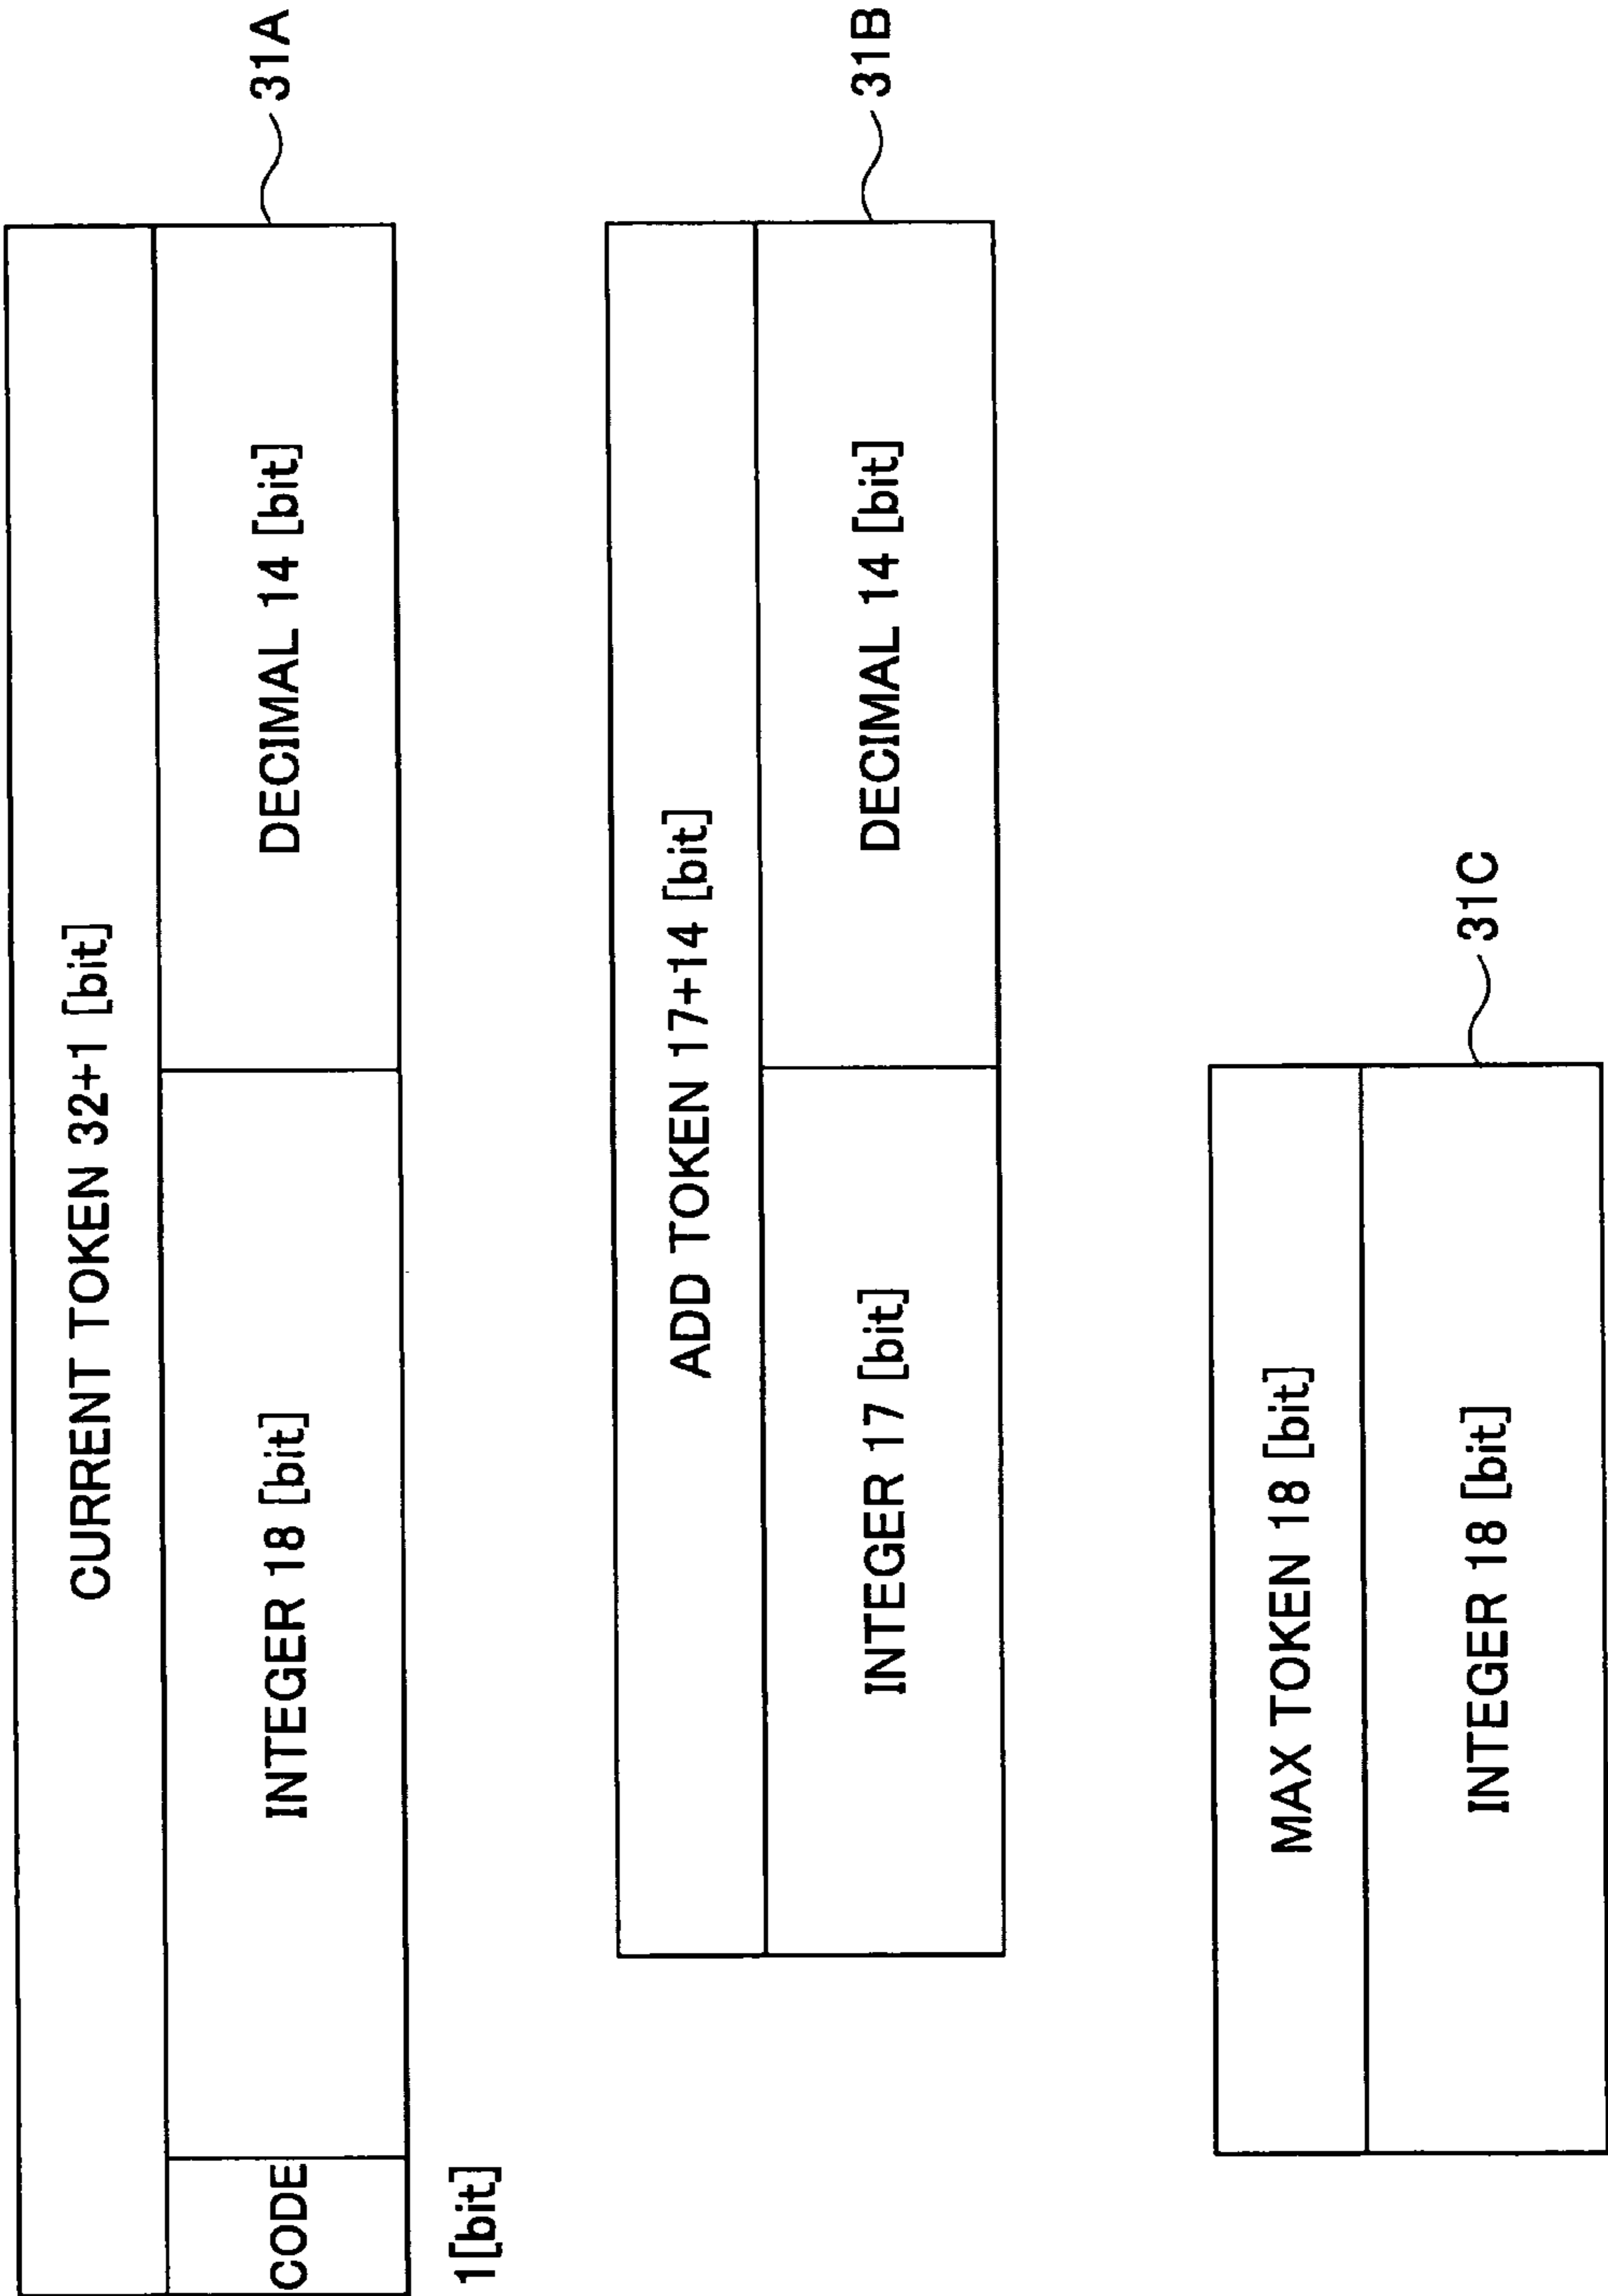 CURRENT TOKEN 32+1 [bit]
CODE
INTEGER 18 [bit]
DECIMAL 14 [bit]
31A
1[bit]
ADD TOKEN 17+14 [bit]
INTEGER 17 [bit]
DECIMAL 14 [bit]
31B
MAX TOKEN 18 [bit]
INTEGER 18 [bit]
31C